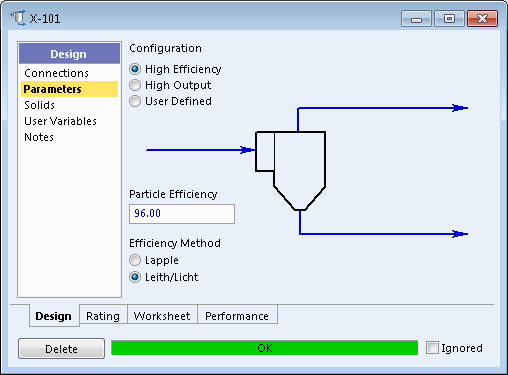 X-101
Design
Connections
Parameters
Solids
User Variables
Notes
Configuration
High Efficiency
High Output
User Defined
Particle Efficiency
96.00
Efficiency Method
Lapple
Leith/Licht
Design Rating Worksheet Performance
Delete OK Ignored